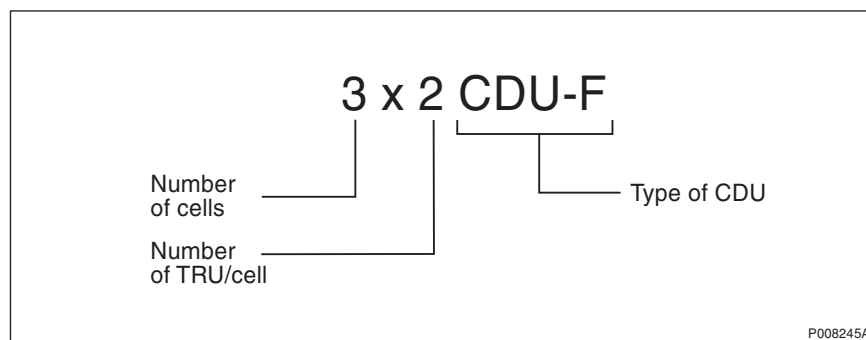 3 x 2 CDU-F
Number
of cells
Type of CDU
Number
of TRU/cell
P008245A